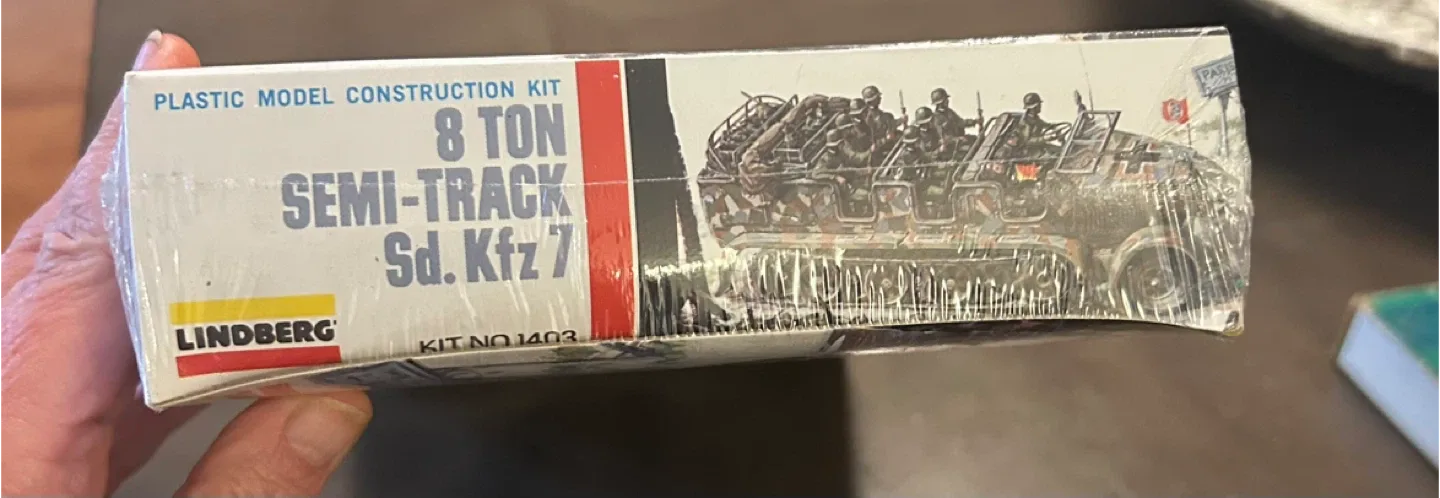 PLASTIC MODEL CONSTRUCTION KIT
8 TON
SEMI-TRACK
Sd. Kfz 7
LINDBERG
KIT NO 1403